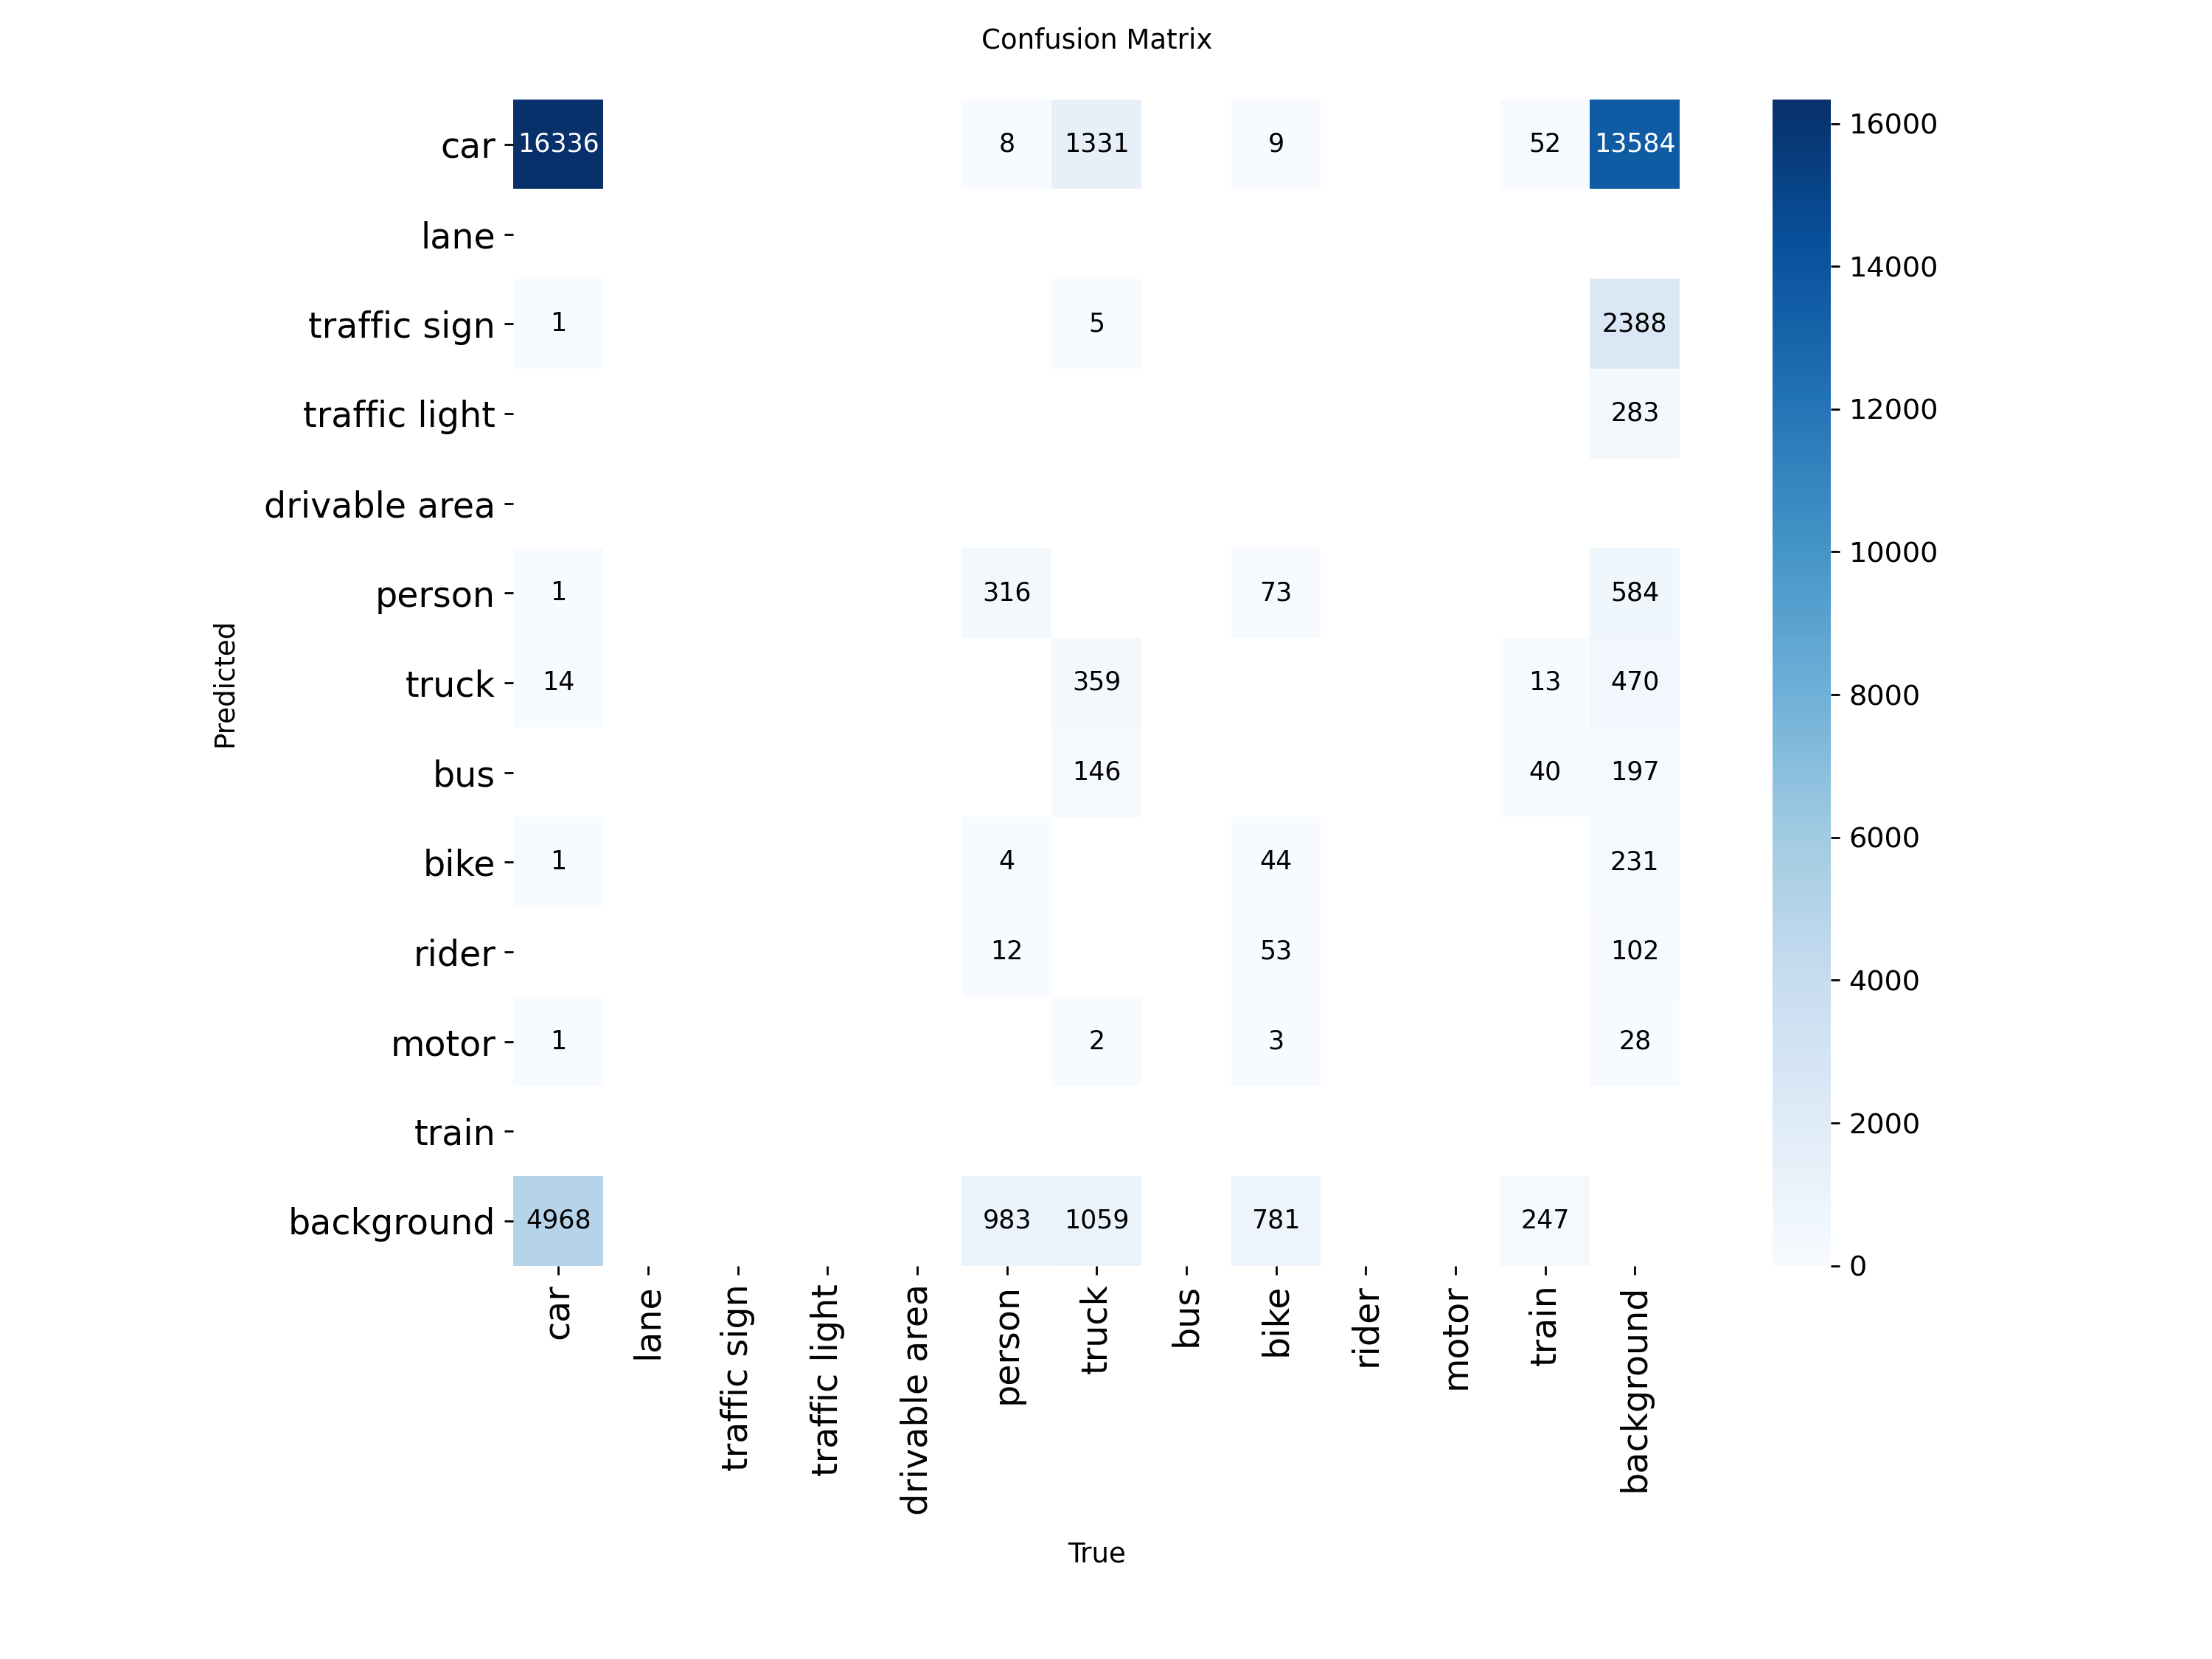 Confusion Matrix
car 16336 8 1331 9 52 13584
lane
traffic sign 1 5 2388
traffic light 283
drivable area
person 1 316 73 584
truck 14 359 13 470
bus 146 40 197
bike 1 4 44 231
rider 12 53 102
motor 1 2 3 28
train
background 4968 983 1059 781 247
Predicted
car
lane
traffic sign
traffic light
drivable area
person
truck
bus
bike
rider
motor
train
background
True
16000
14000
12000
10000
8000
6000
4000
2000
0